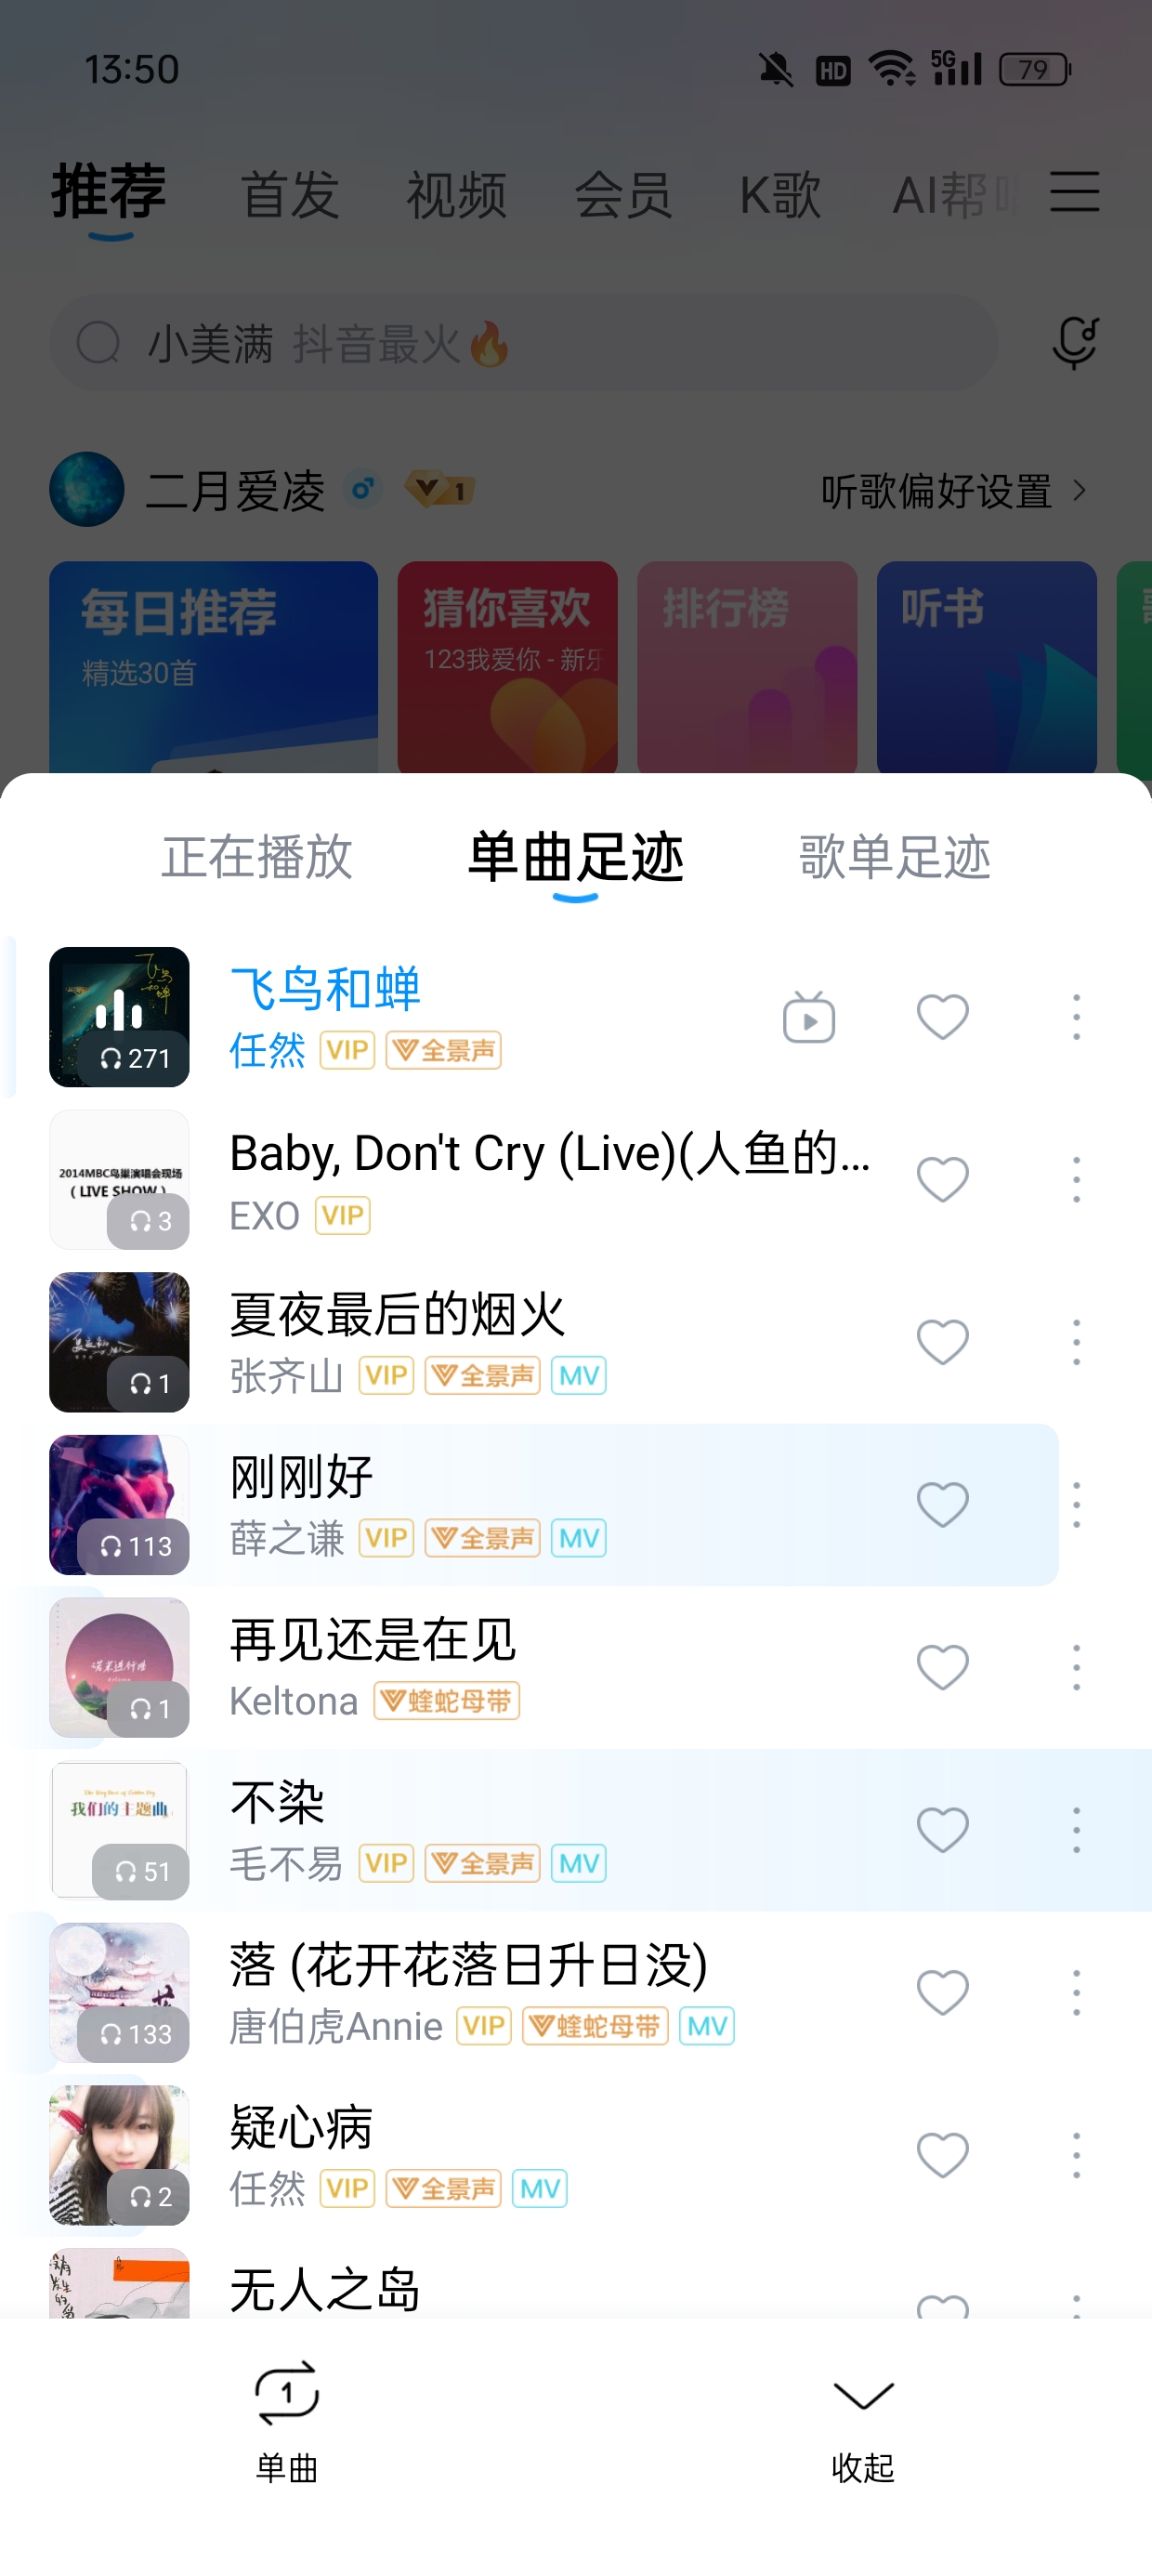 13:50
HD 5G 79
推荐 首发 视频 会员 K歌 AI帮
小美满 抖音最火
二月爱凌 1 听歌偏好设置
每日推荐 猜你喜欢 排行榜 听书
精选30首 123我爱你 - 新乐
正在播放 单曲足迹 歌单足迹
飞鸟和蝉
271
任然 VIP 全景声
2014MBC鸟巢演唱会现场
( LIVE SHOW )
3
Baby, Don't Cry (Live)(人鱼的...
EXO VIP
夏夜最后的烟火
1
张齐山 VIP 全景声 MV
刚刚好
113
薛之谦 VIP 全景声 MV
再见还是在见
1
Keltona 蝰蛇母带
不染
我们的主题曲
51
毛不易 VIP 全景声 MV
落 (花开花落日升日没)
133
唐伯虎Annie VIP 蝰蛇母带 MV
疑心病
2
任然 VIP 全景声 MV
无人之岛
1
单曲 收起